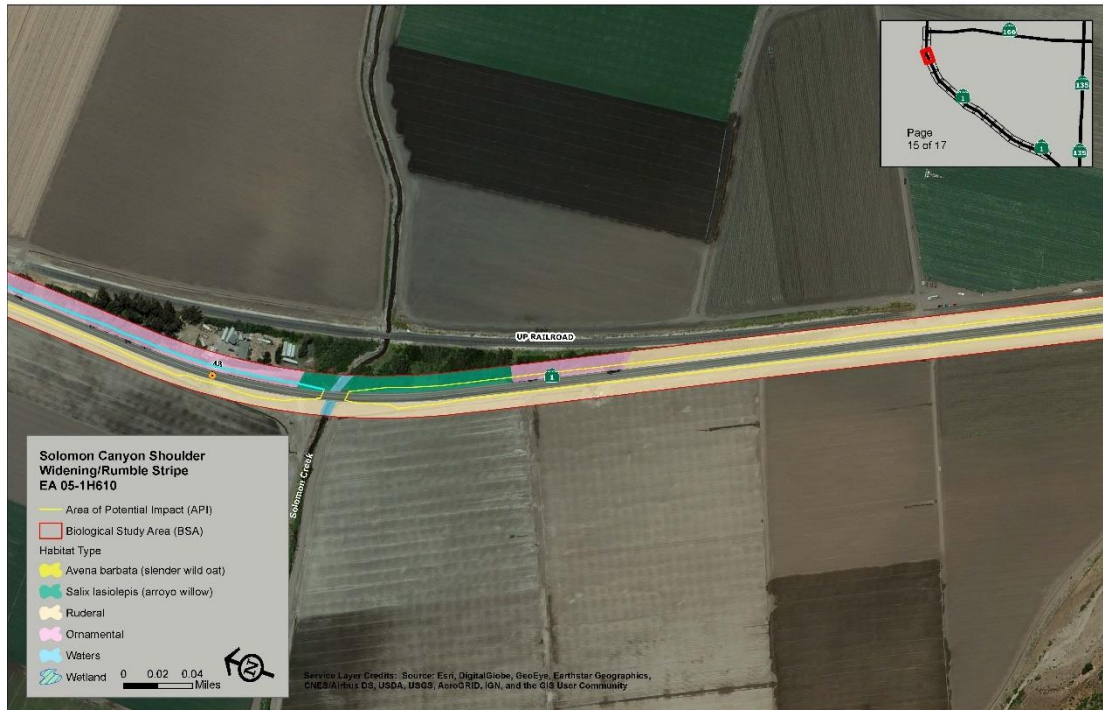 166
135
1
1
135
Page
15 of 17
UP RAILROAD
48
1
Solomon Creek
Solomon Canyon Shoulder
Widening/Rumble Stripe
EA 05-1H610
Area of Potential Impact (API)
Biological Study Area (BSA)
Habitat Type
Avena barbata (slender wild oat)
Salix lasiolepis (arroyo willow)
Ruderal
Ornamental
Waters
Wetland
0 0.02 0.04
Miles
N
Service Layer Credits: Source: Esri, DigitalGlobe, GeoEye, Earthstar Geographics,
CNES/Airbus DS, USDA, USGS, AeroGRID, IGN, and the GIS User Community